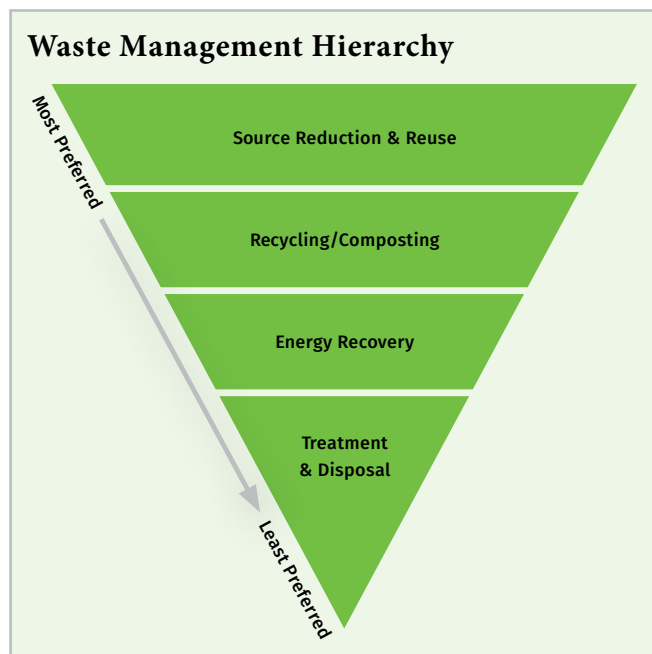 Waste Management Hierarchy
Most Preferred
Source Reduction & Reuse
Recycling/Composting
Energy Recovery
Treatment
& Disposal
Least Preferred